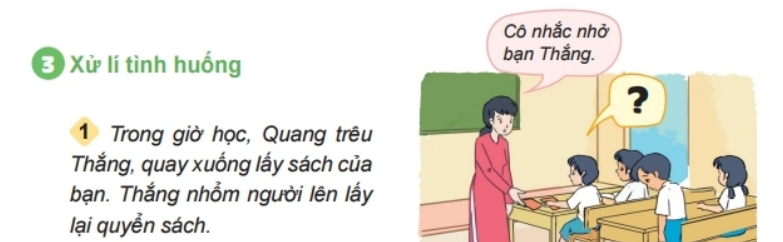 3 Xử lí tình huống
1 Trong giờ học, Quang trêu
Thắng, quay xuống lấy sách của
bạn. Thắng nhổm người lên lấy
lại quyển sách.
Cô nhắc nhở
bạn Thắng.
?